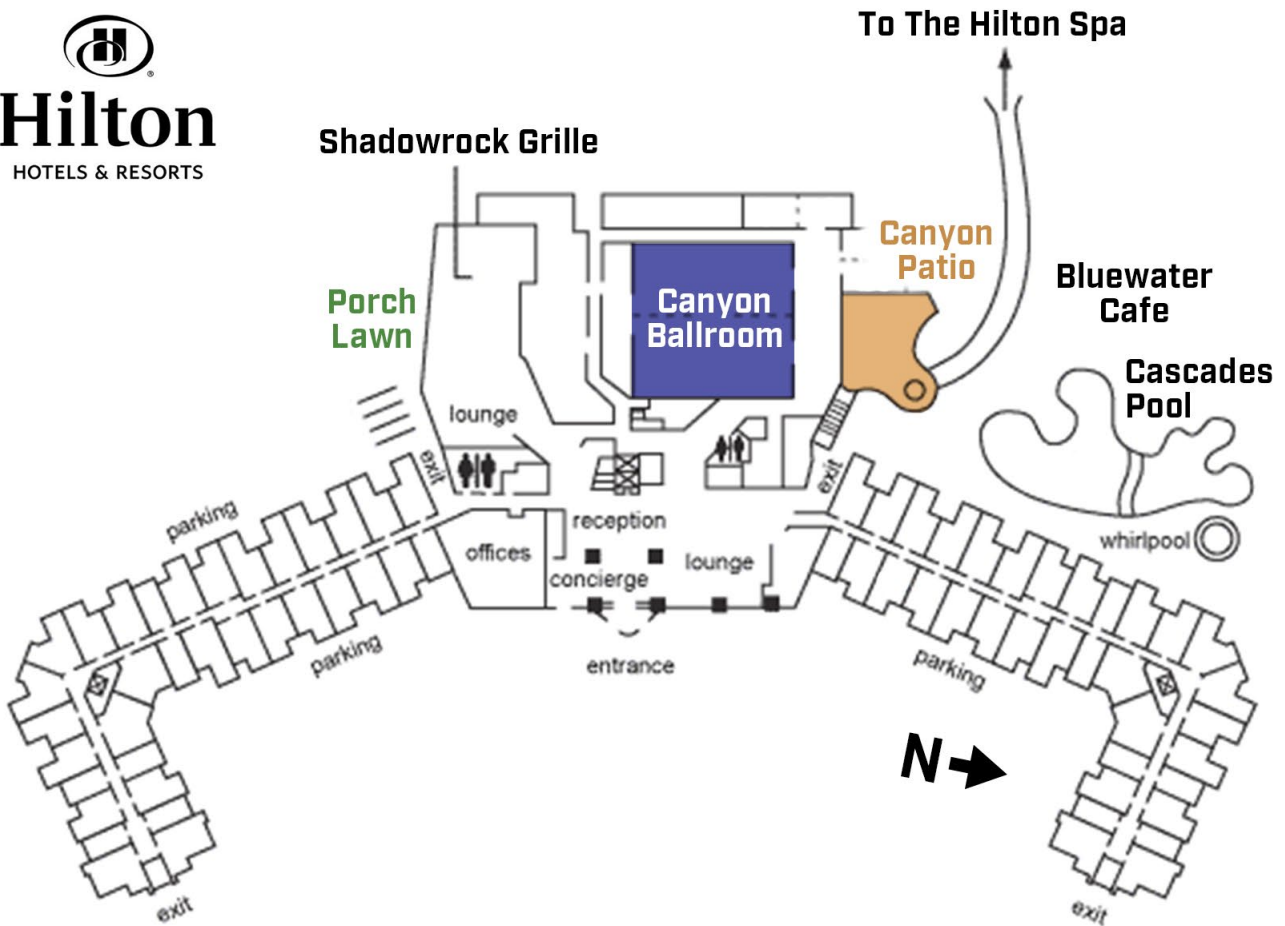 To The Hilton Spa
H
®
Hilton
HOTELS & RESORTS
Shadowrock Grille
Canyon
Patio
Bluewater
Cafe
Porch
Lawn
Canyon
Ballroom
Cascades
Pool
lounge
exit
exit
parking
reception
offices
concierge
lounge
whirlpool
entrance
parking
parking
N
exit
exit